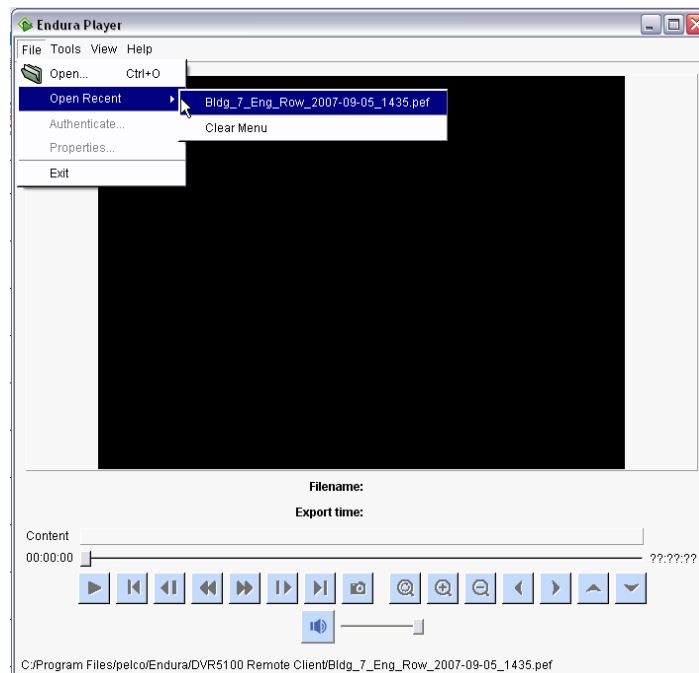 Endura Player
File Tools View Help
Open... Ctrl+O
Open Recent
Bldg_7_Eng_Row_2007-09-05_1435.pef
Authenticate...
Clear Menu
Properties...
Exit
Filename:
Export time:
Content
00:00:00 ??:??:??
C:/Program Files/pelco/Endura/DVR5100 Remote Client/Bldg_7_Eng_Row_2007-09-05_1435.pef